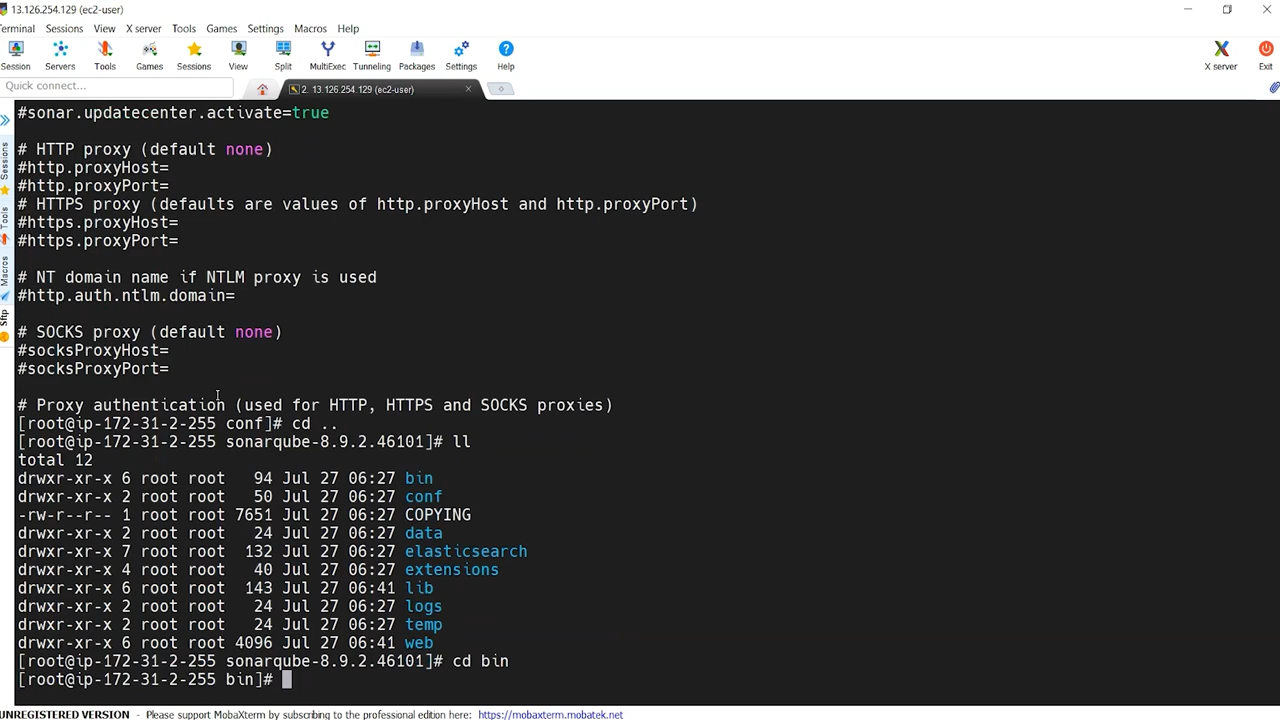 13.126.254.129 (ec2-user)
Terminal Sessions View X server Tools Games Settings Macros Help
Session Servers Tools Games Sessions View Split MultiExec Tunneling Packages Settings Help X server Exit
Quick connect...
2. 13.126.254.129 (ec2-user)
Sessions
Tools
Macros
Sftp
#sonar.updatecenter.activate=true
# HTTP proxy (default none)
#http.proxyHost=
#http.proxyPort=
# HTTPS proxy (defaults are values of http.proxyHost and http.proxyPort)
#https.proxyHost=
#https.proxyPort=
# NT domain name if NTLM proxy is used
#http.auth.ntlm.domain=
# SOCKS proxy (default none)
#socksProxyHost=
#socksProxyPort=
# Proxy authentication (used for HTTP, HTTPS and SOCKS proxies)
[root@ip-172-31-2-255 conf]# cd ..
[root@ip-172-31-2-255 sonarqube-8.9.2.46101]# ll
total 12
drwxr-xr-x 6 root root   94 Jul 27 06:27 bin
drwxr-xr-x 2 root root   50 Jul 27 06:27 conf
-rw-r--r-- 1 root root 7651 Jul 27 06:27 COPYING
drwxr-xr-x 2 root root   24 Jul 27 06:27 data
drwxr-xr-x 7 root root  132 Jul 27 06:27 elasticsearch
drwxr-xr-x 4 root root   40 Jul 27 06:27 extensions
drwxr-xr-x 6 root root  143 Jul 27 06:41 lib
drwxr-xr-x 2 root root   24 Jul 27 06:27 logs
drwxr-xr-x 2 root root   24 Jul 27 06:27 temp
drwxr-xr-x 6 root root 4096 Jul 27 06:41 web
[root@ip-172-31-2-255 sonarqube-8.9.2.46101]# cd bin
[root@ip-172-31-2-255 bin]#
UNREGISTERED VERSION - Please support MobaXterm by subscribing to the professional edition here: https://mobaxterm.mobatek.net